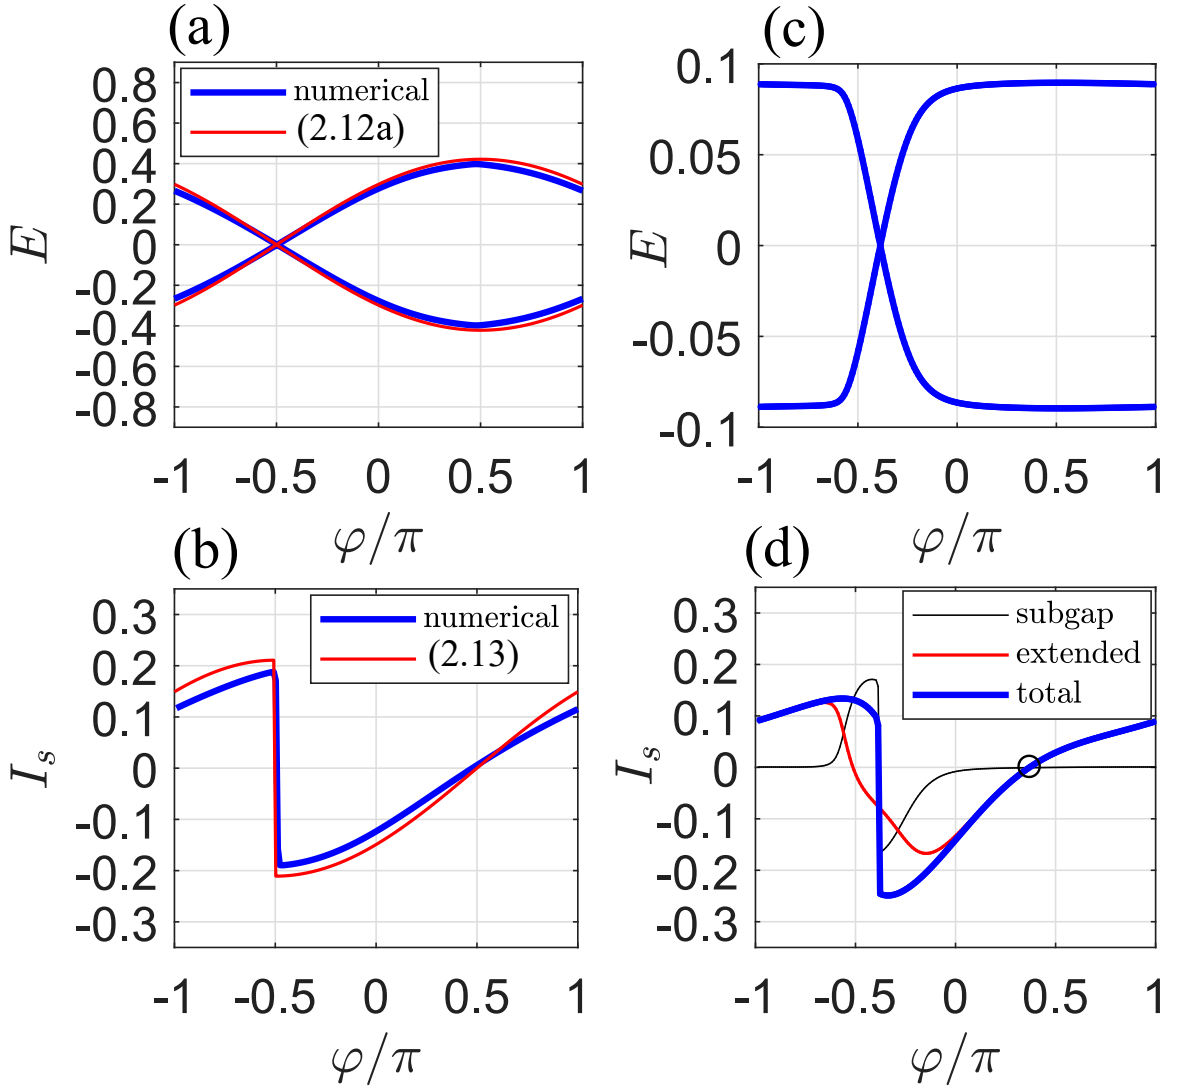 (a)
numerical
(2.12a)
0.8
0.6
0.4
0.2
0
-0.2
-0.4
-0.6
-0.8
E
-1 -0.5 0 0.5 1
φ/π
(c)
0.1
0.05
0
-0.05
-0.1
E
-1 -0.5 0 0.5 1
φ/π
(b)
numerical
(2.13)
0.3
0.2
0.1
0
-0.1
-0.2
-0.3
I_s
-1 -0.5 0 0.5 1
φ/π
(d)
subgap
extended
total
0.3
0.2
0.1
0
-0.1
-0.2
-0.3
I_s
-1 -0.5 0 0.5 1
φ/π